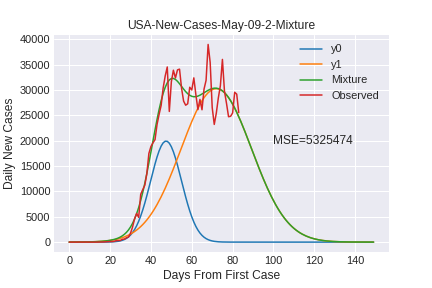 USA-New-Cases-May-09-2-Mixture
40000
35000
30000
25000
20000
15000
10000
5000
0
Daily New Cases
y0
y1
Mixture
Observed
MSE=5325474
0 20 40 60 80 100 120 140
Days From First Case